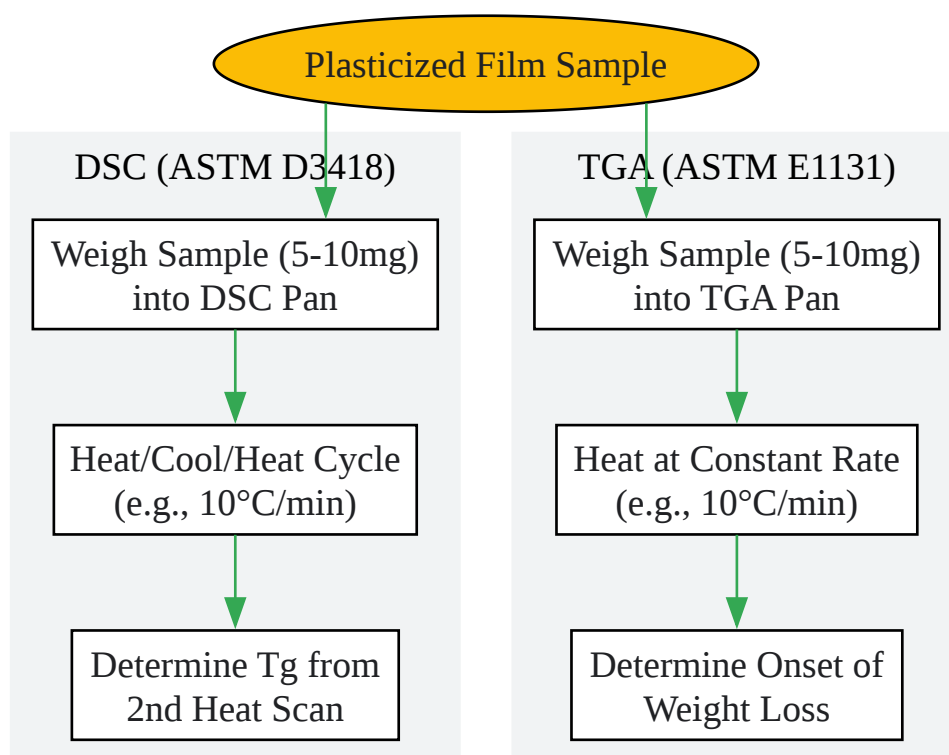 Plasticized Film Sample
DSC (ASTM D3418)
Weigh Sample (5-10mg)
into DSC Pan
Heat/Cool/Heat Cycle
(e.g., 10°C/min)
Determine Tg from
2nd Heat Scan
TGA (ASTM E1131)
Weigh Sample (5-10mg)
into TGA Pan
Heat at Constant Rate
(e.g., 10°C/min)
Determine Onset of
Weight Loss